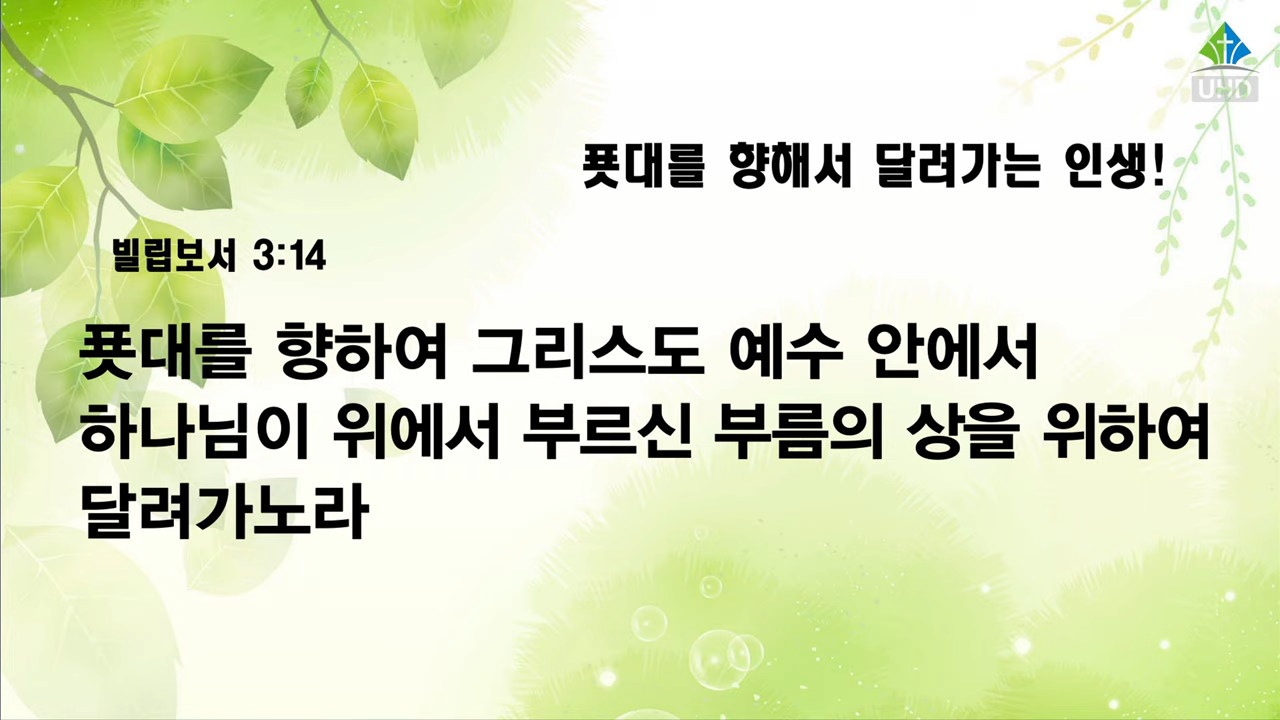 UHD
푯대를 향해서 달려가는 인생!
빌립보서 3:14
푯대를 향하여 그리스도 예수 안에서
하나님이 위에서 부르신 부름의 상을 위하여
달려가노라